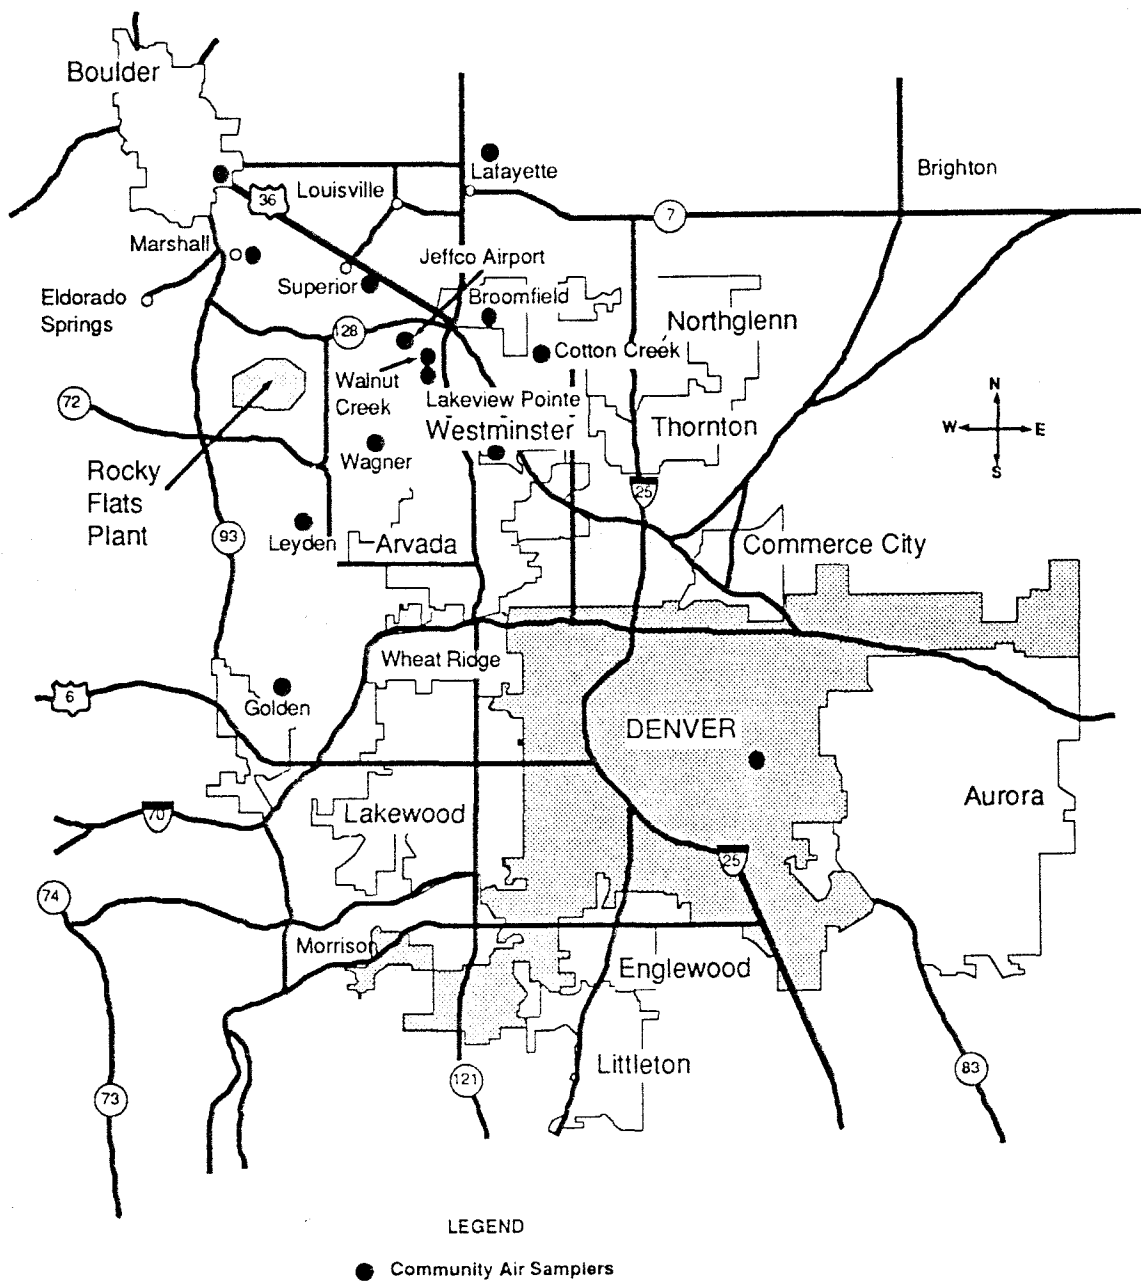 Boulder
Lafayette
Brighton
36
Louisville
7
Marshall
Jeffco Airport
Superior
Broomfield
Eldorado
Springs
Northglenn
128
Cotton Creek
Walnut
Creek
72
Lakeview Pointe
N
W
E
S
Westminster
Thornton
Wagner
Rocky
Flats
Plant
25
93
Leyden
Arvada
Commerce City
Wheat Ridge
6
Golden
DENVER
Aurora
70
Lakewood
25
74
Morrison
Englewood
Littleton
121
83
73
LEGEND
Community Air Samplers